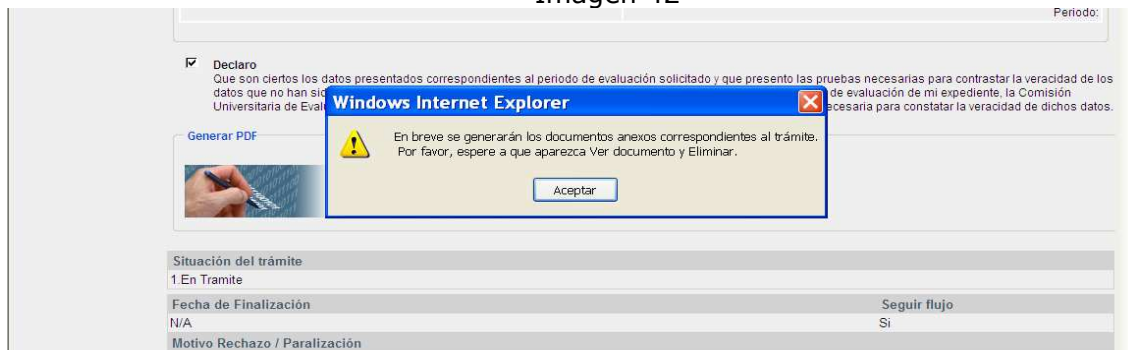 Imagen 42
Periodo:
Declaro
Que son ciertos los datos presentados correspondientes al periodo de evaluación solicitado y que presento las pruebas necesarias para contrastar la veracidad de los
datos que no han sid de evaluación de mi expediente, la Comisión
Universitaria de Eval ecesaria para constatar la veracidad de dichos datos.
Windows Internet Explorer
En breve se generarán los documentos anexos correspondientes al trámite.
Por favor, espere a que aparezca Ver documento y Eliminar.
Aceptar
Generar PDF
Situación del trámite
1.En Tramite
Fecha de Finalización Seguir flujo
N/A Si
Motivo Rechazo / Paralización